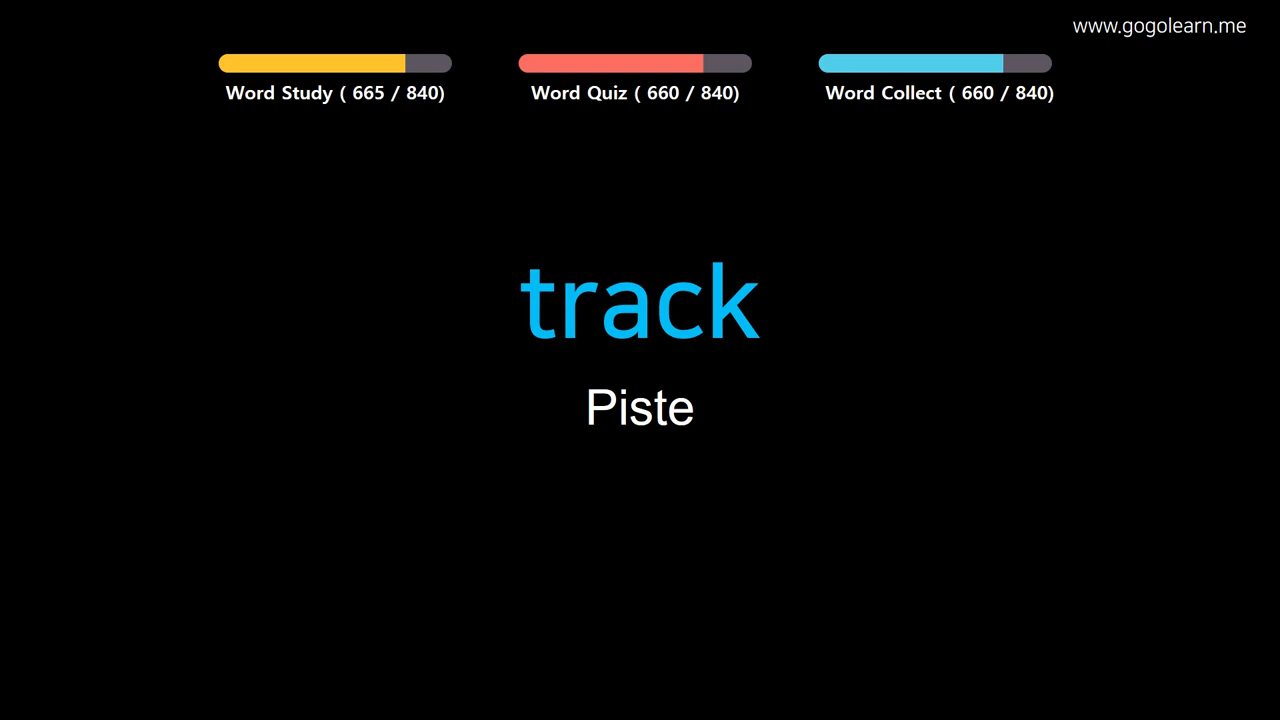 www.gogolearn.me
Word Study ( 665 / 840)
Word Quiz ( 660 / 840)
Word Collect ( 660 / 840)
track
Piste